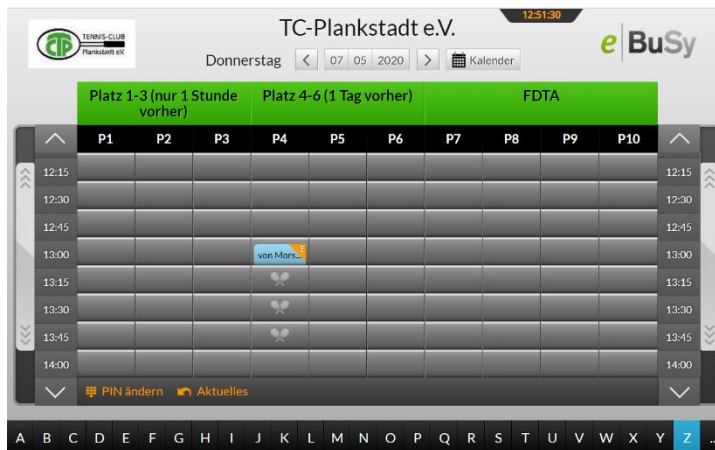 TENNIS-CLUB
Plankstadt e.V.
CTP
TC-Plankstadt e.V.
12:51:30
e BuSy
Donnerstag 07 05 2020 Kalender
Platz 1-3 (nur 1 Stunde vorher) Platz 4-6 (1 Tag vorher) FDTA
P1 P2 P3 P4 P5 P6 P7 P8 P9 P10
12:15 12:15
12:30 12:30
12:45 12:45
13:00 von Mors... E 13:00
13:15 13:15
13:30 13:30
13:45 13:45
14:00 14:00
PIN ändern Aktuelles
A B C D E F G H I J K L M N O P Q R S T U V W X Y Z ..